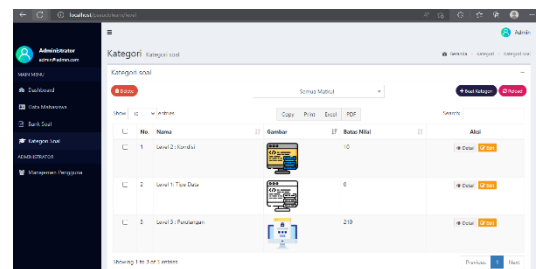 localhost/
Admin
Administrator
admin@admin.com
Kategori Kategori soal
MAIN MENU
Dashboard
Data Mahasiswa
Bank Soal
Kategori Soal
ADMINISTRATOR
Manajemen Pengguna
Kategori soal
Delete
Semua Matkul
Buat Kategori
Reload
Show 10 entries
Copy Print Excel PDF
Search:
No. Nama Gambar Batas Nilai Aksi
1 Level 2 : Kondisi 10 Detail Edit
2 Level 1: Tipe Data 0 Detail Edit
3 Level 3 : Perulangan Detail Edit
Showing 1 to 3 of 3 entries
Previous 1 Next